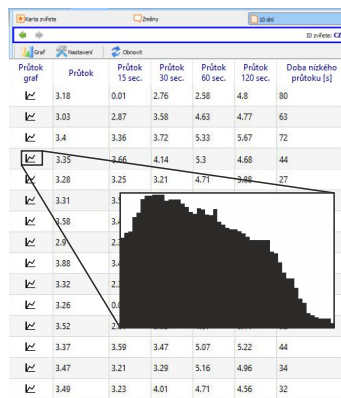 Karta zvířete Změny 10 dní
ID zvířete: CZ
Graf Nastavení Obnovit
Průtok graf Průtok Průtok 15 sec. Průtok 30 sec. Průtok 60 sec. Průtok 120 sec. Doba nízkého průtoku [s]
3.18 0.01 2.76 2.58 4.8 80
3.03 2.87 3.58 4.63 4.77 63
3.4 3.36 3.72 5.33 5.67 72
3.35 3.66 4.14 5.3 4.68 44
3.28 3.25 3.21 4.71 3.88 27
3.31
3.58
2.9
3.88
3.32
3.26
3.52
3.37 3.59 3.47 5.07 5.22 44
3.47 3.21 3.29 5.16 4.96 34
3.49 3.23 4.01 4.71 4.56 32